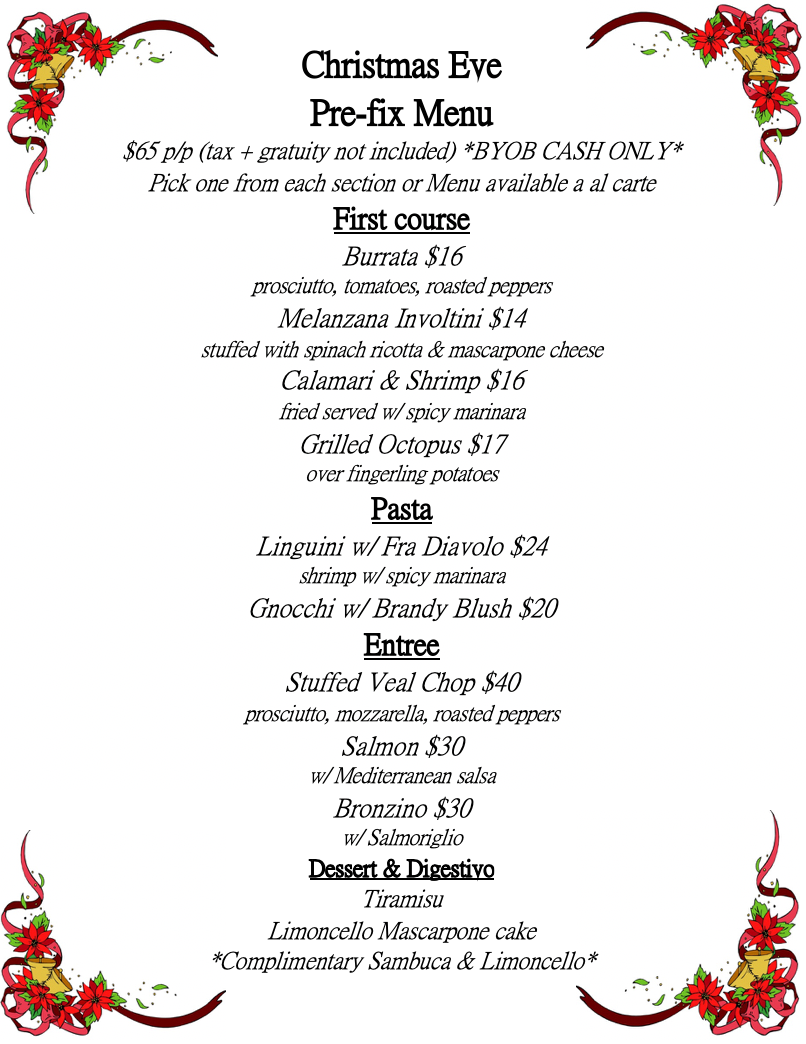 Christmas Eve
Pre-fix Menu
$65 p/p (tax + gratuity not included) *BYOB CASH ONLY*
Pick one from each section or Menu available a al carte
First course
Burrata $16
prosciutto, tomatoes, roasted peppers
Melanzana Involtini $14
stuffed with spinach ricotta & mascarpone cheese
Calamari & Shrimp $16
fried served w/ spicy marinara
Grilled Octopus $17
over fingerling potatoes
Pasta
Linguini w/ Fra Diavolo $24
shrimp w/ spicy marinara
Gnocchi w/ Brandy Blush $20
Entree
Stuffed Veal Chop $40
prosciutto, mozzarella, roasted peppers
Salmon $30
w/ Mediterranean salsa
Bronzino $30
w/ Salmoriglio
Dessert & Digestivo
Tiramisu
Limoncello Mascarpone cake
*Complimentary Sambuca & Limoncello*